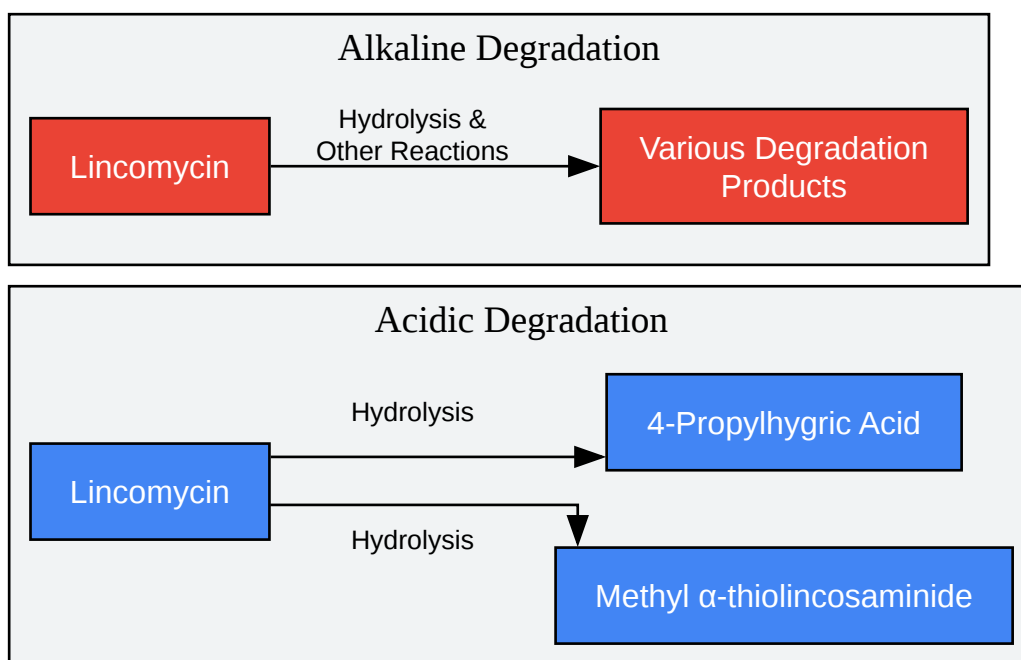 Alkaline Degradation
Hydrolysis &
Other Reactions
Lincomycin
Various Degradation
Products
Acidic Degradation
Hydrolysis
4-Propylhygric Acid
Lincomycin
Hydrolysis
Methyl α-thiolincosaminide